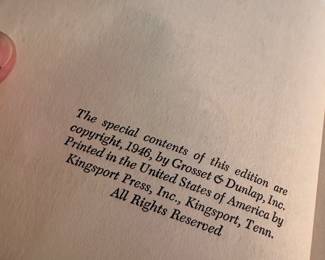 The special contents of this edition are
copyright, 1946, by Grosset & Dunlap, Inc.
Printed in the United States of America by
Kingsport Press, Inc., Kingsport, Tenn.
All Rights Reserved